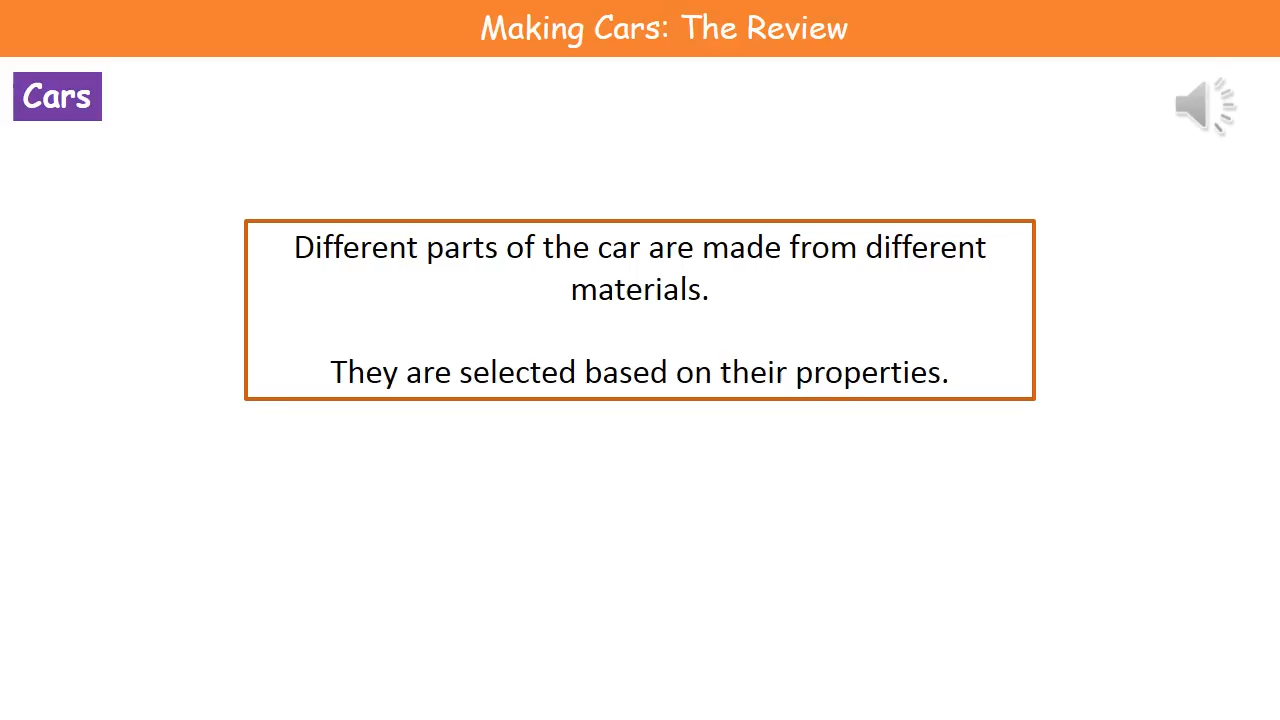 Making Cars: The Review
Cars
Different parts of the car are made from different
materials.
They are selected based on their properties.